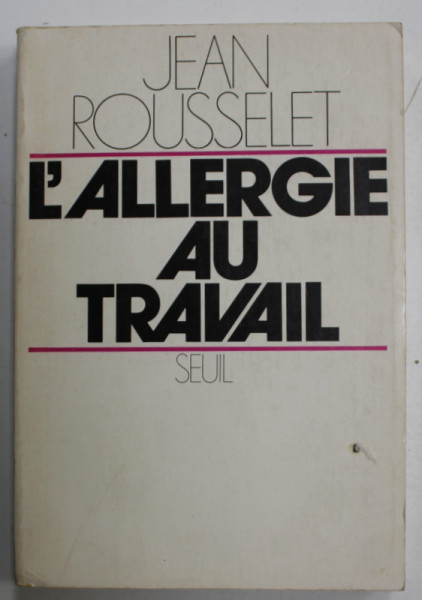 JEAN
ROUSSELET
L'ALLERGIE
AU
TRAVAIL
SEUIL